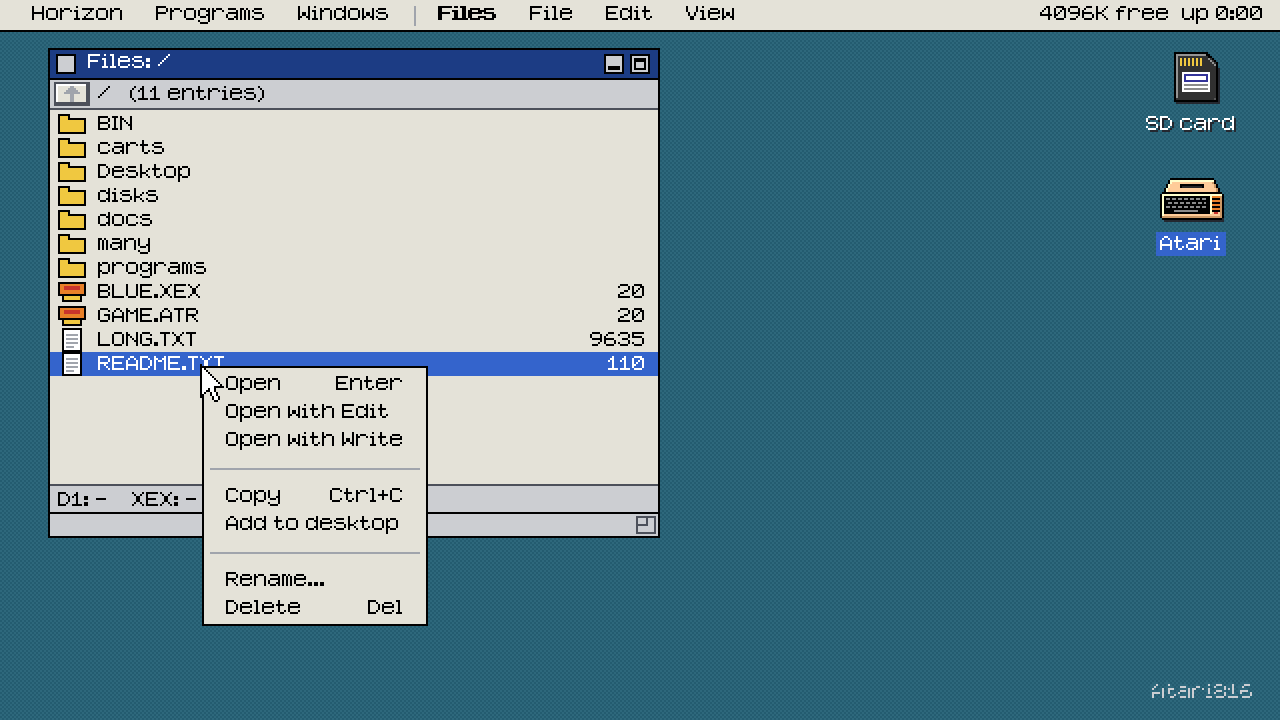 Horizon Programs Windows | Files File Edit View 4096K free up 0:00
Files: /
/ (11 entries)
BIN
carts
Desktop
disks
docs
many
programs
BLUE.XEX 20
GAME.ATR 20
LONG.TXT 9635
README.TXT 110
Open Enter
Open with Edit
Open with Write
Copy Ctrl+C
Add to desktop
Rename...
Delete Del
D1: - XEX: -
SD card
Atari
Atari816